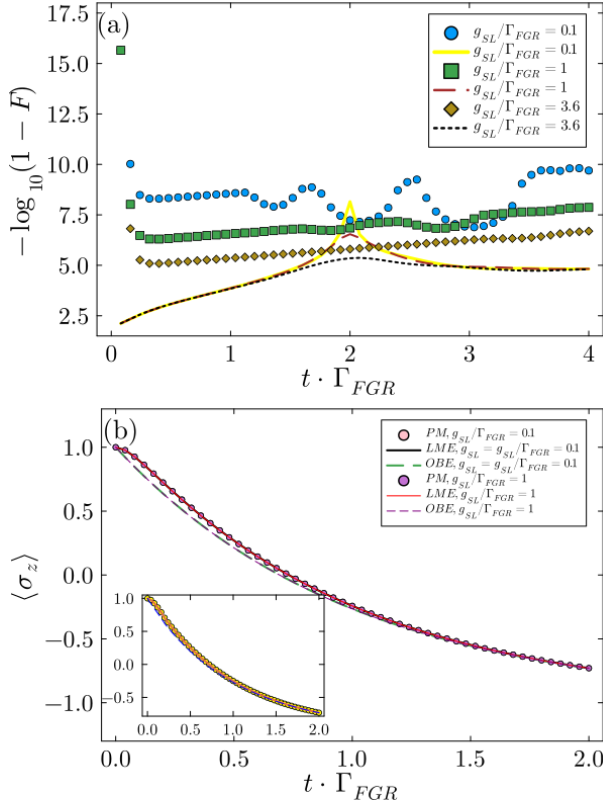 (a)
17.5
15.0
12.5
10.0
7.5
5.0
2.5
− log₁₀(1 − F)
g_SL/Γ_FGR = 0.1
g_SL/Γ_FGR = 0.1
g_SL/Γ_FGR = 1
g_SL/Γ_FGR = 1
g_SL/Γ_FGR = 3.6
g_SL/Γ_FGR = 3.6
0 1 2 3 4
t · Γ_FGR
(b)
1.0
0.5
0.0
−0.5
−1.0
⟨σ_z⟩
PM, g_SL/Γ_FGR = 0.1
LME, g_SL = g_SL/Γ_FGR = 0.1
OBE, g_SL = g_SL/Γ_FGR = 0.1
PM, g_SL/Γ_FGR = 1
LME, g_SL/Γ_FGR = 1
OBE, g_SL/Γ_FGR = 1
1.0
0.5
0.0
−0.5
0.0 0.5 1.0 1.5 2.0
0.0 0.5 1.0 1.5 2.0
t · Γ_FGR